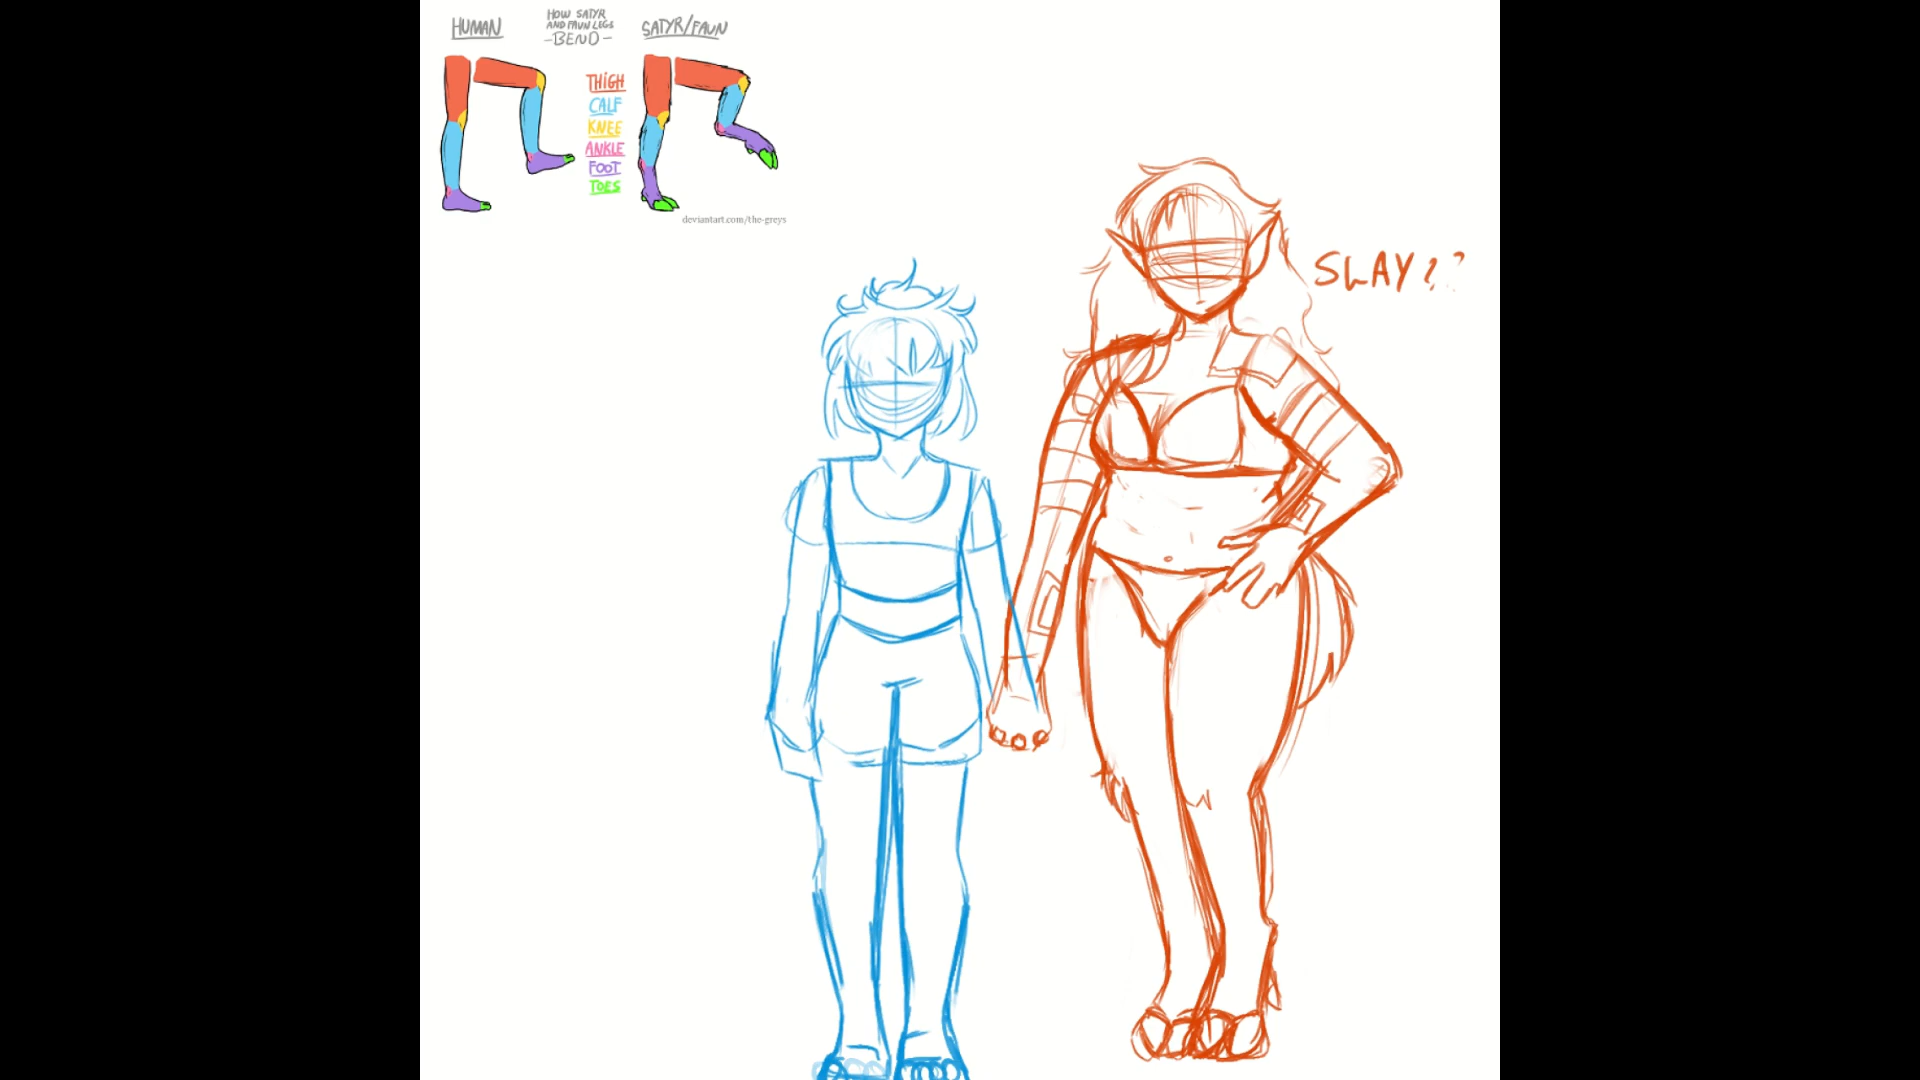 HUMAN
HOW SATYR
AND FAUN LEGS
-BEND-
SATYR/FAUN
THIGH
CALF
KNEE
ANKLE
FOOT
TOES
deviantart.com/the-greys
SLAY??